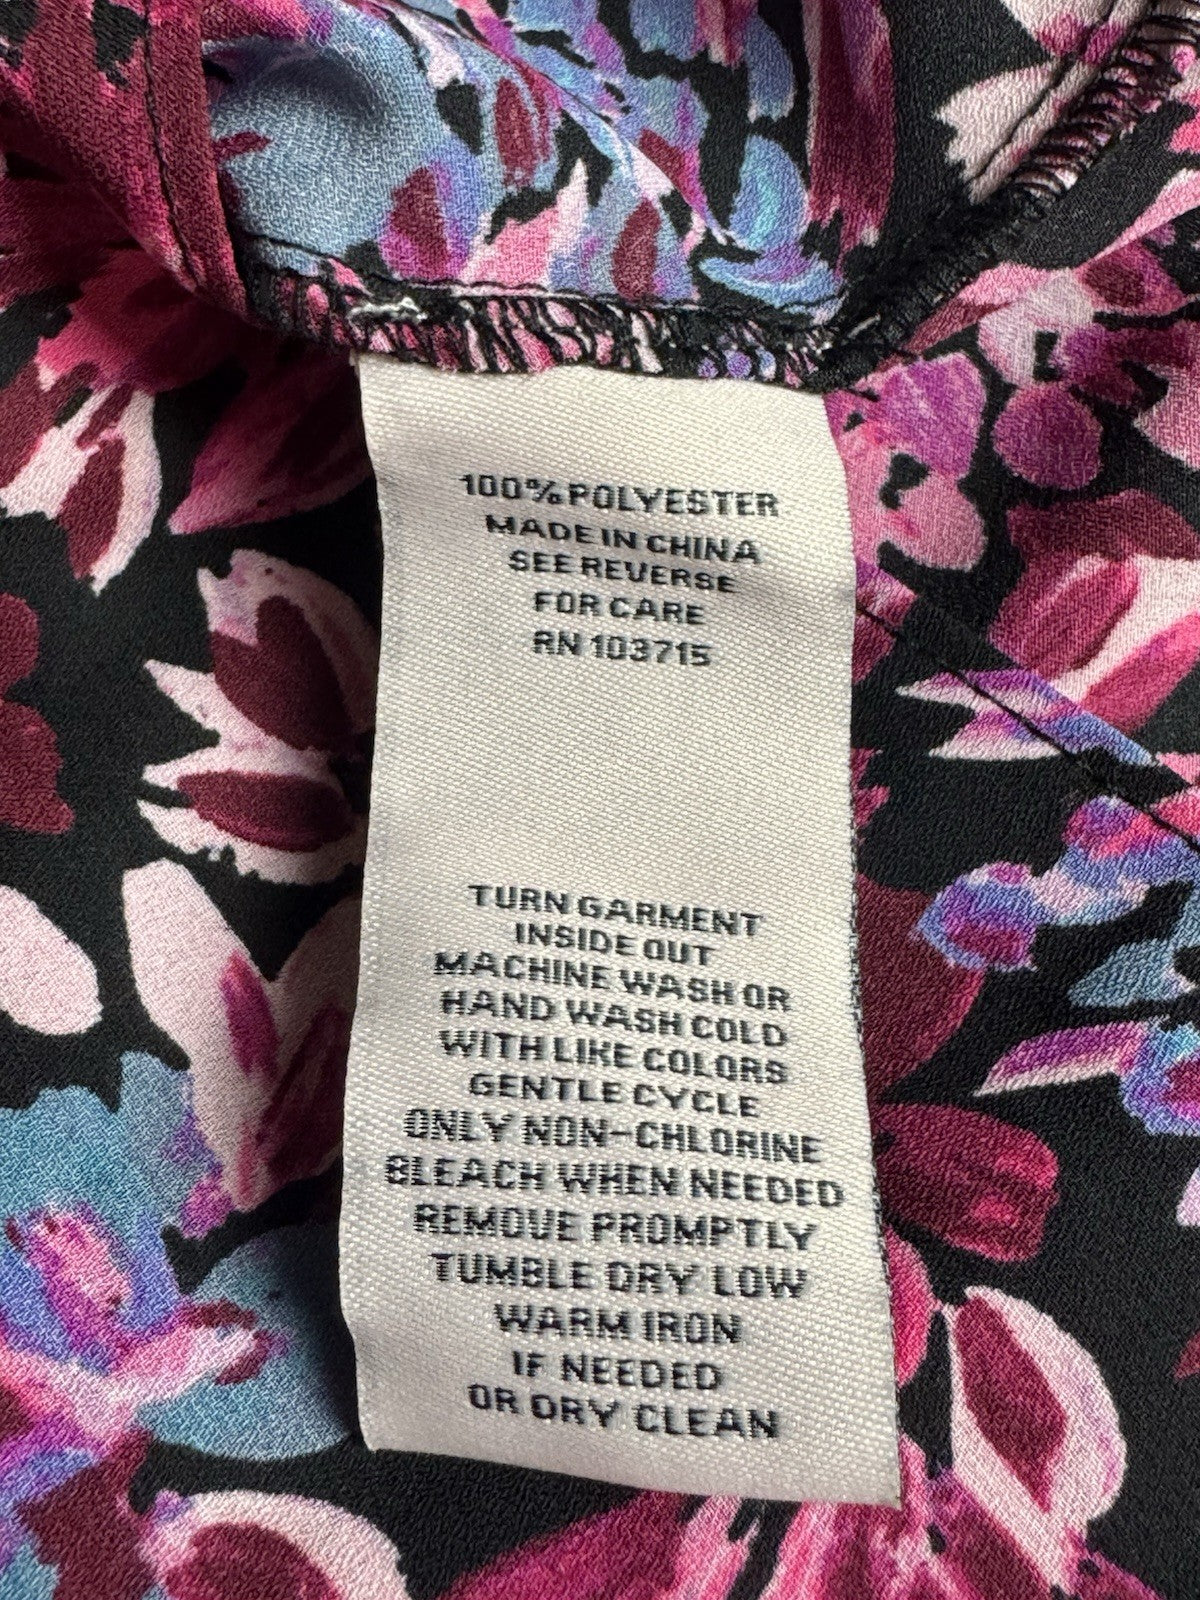 100% POLYESTER
MADE IN CHINA
SEE REVERSE
FOR CARE
RN 103715
TURN GARMENT
INSIDE OUT
MACHINE WASH OR
HAND WASH COLD
WITH LIKE COLORS
GENTLE CYCLE
ONLY NON-CHLORINE
BLEACH WHEN NEEDED
REMOVE PROMPTLY
TUMBLE DRY LOW
WARM IRON
IF NEEDED
OR DRY CLEAN